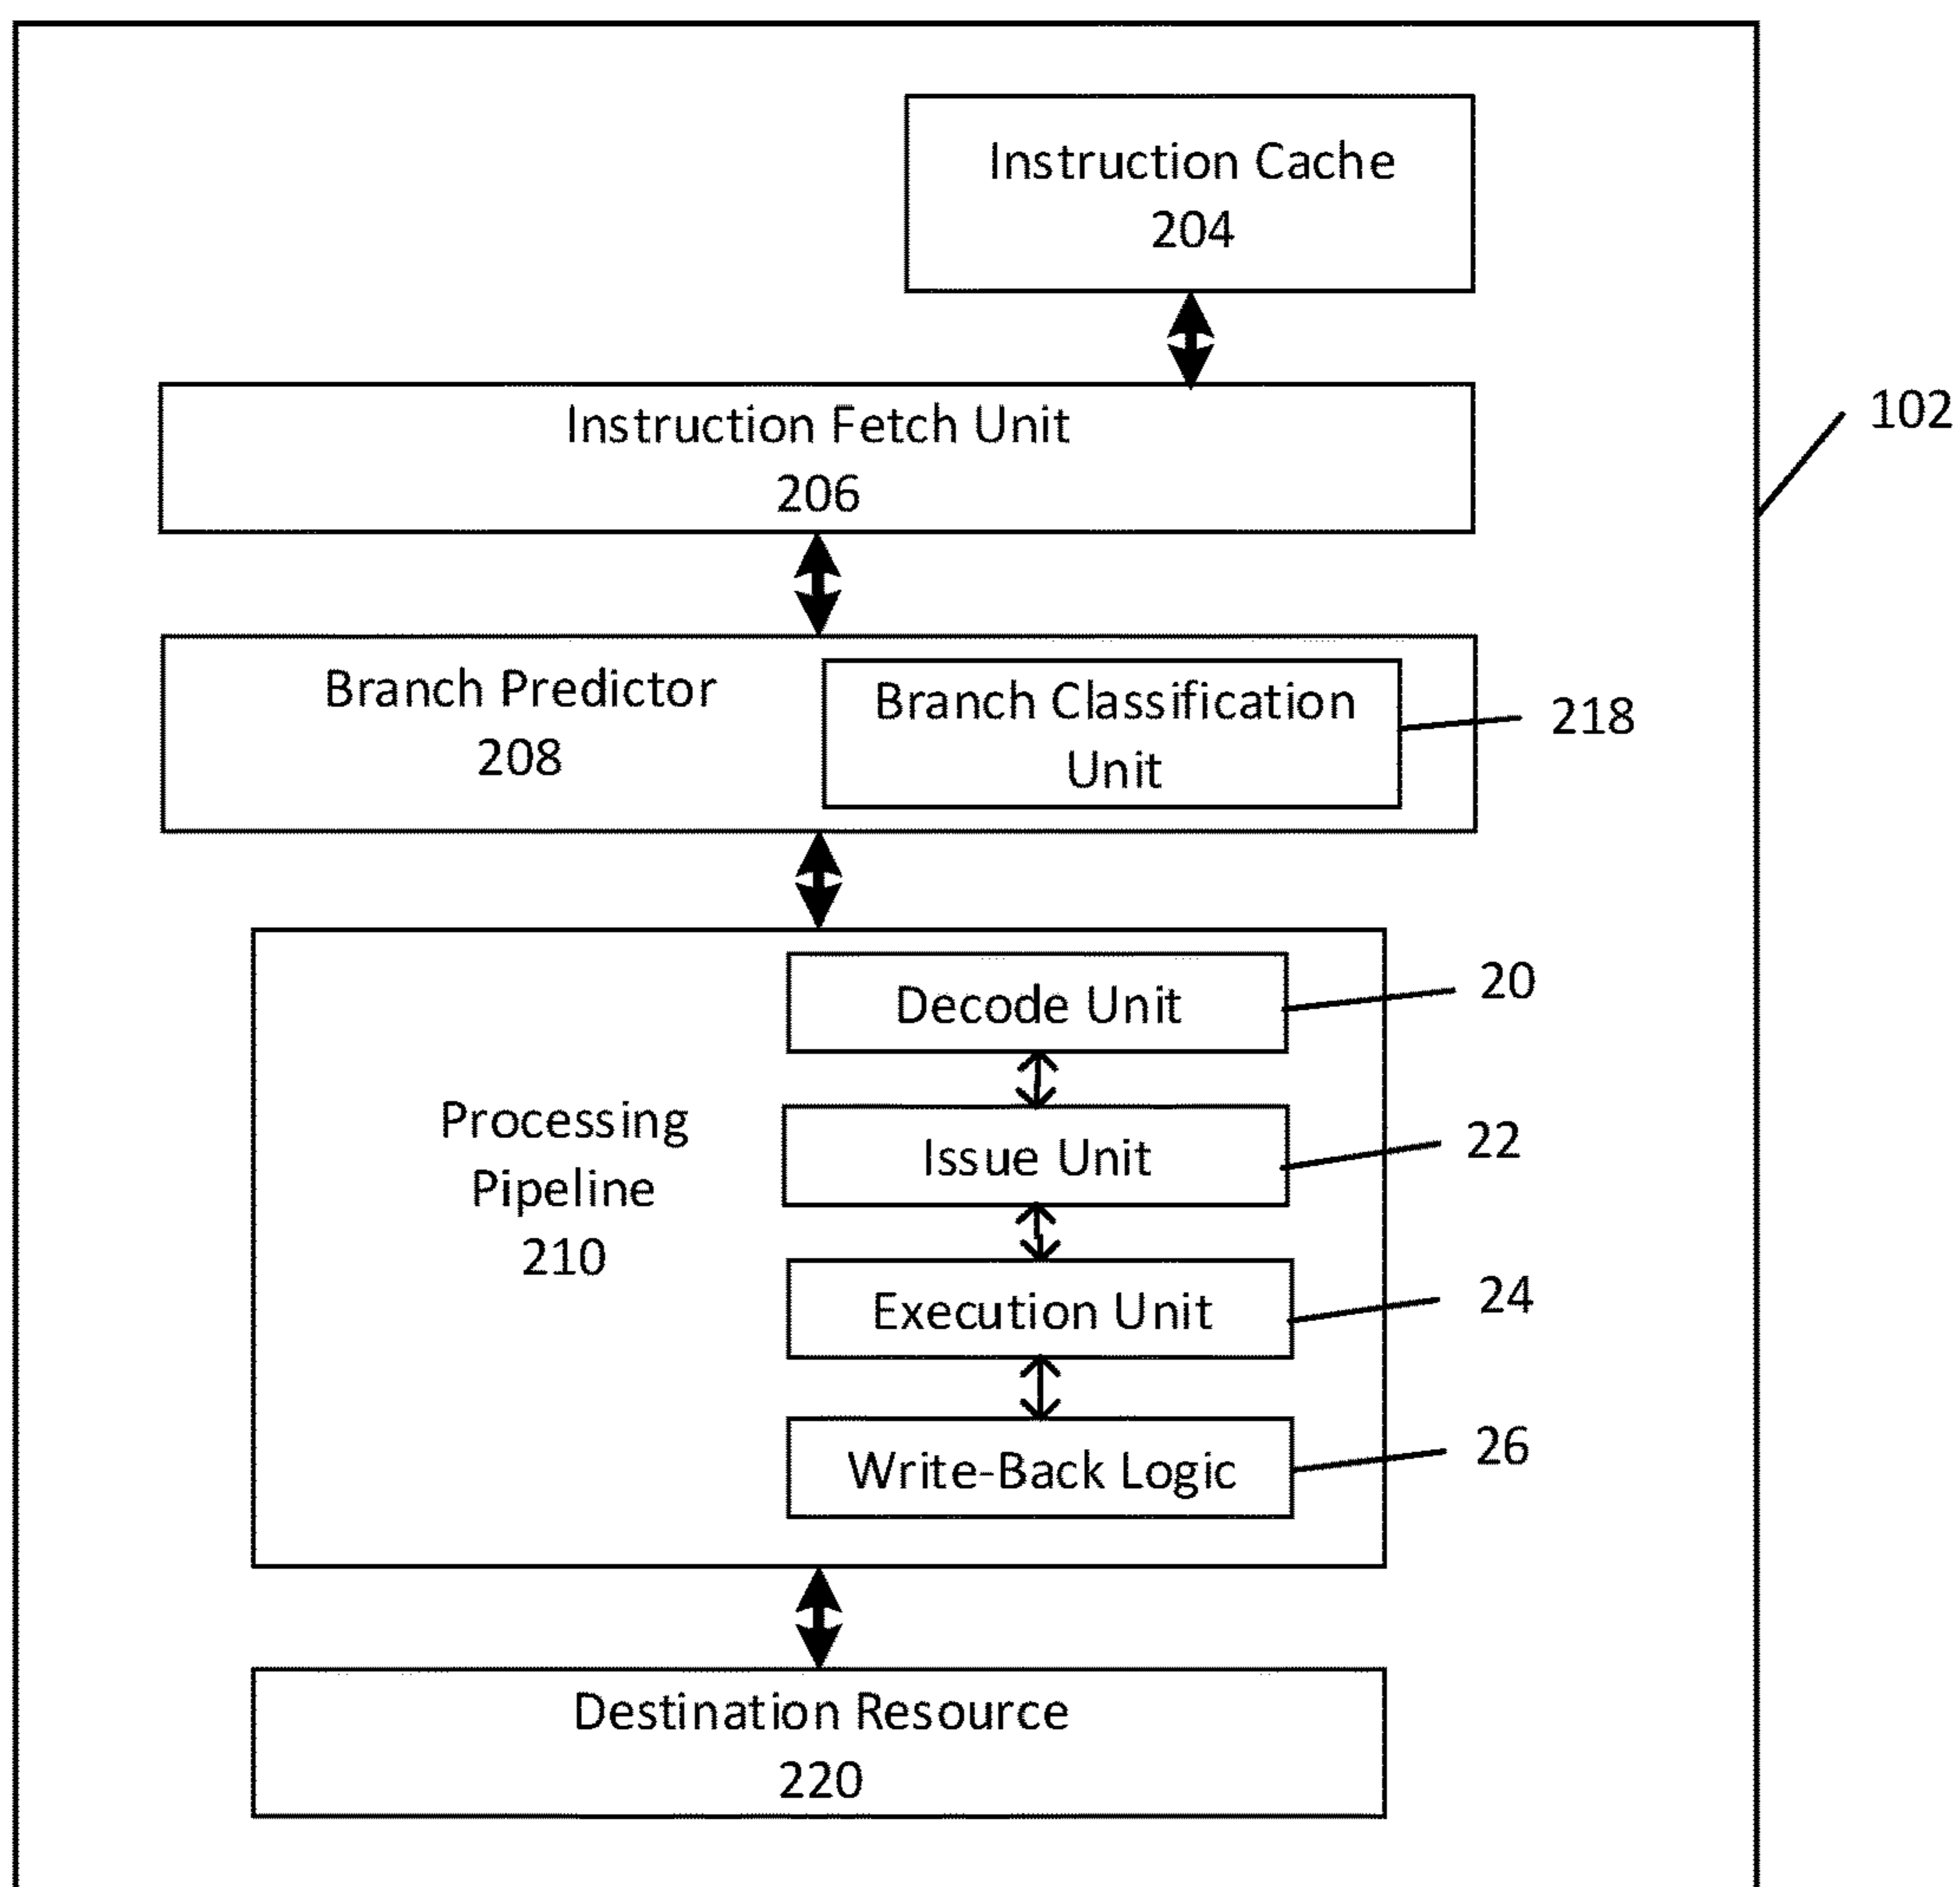 Instruction Cache
204
Instruction Fetch Unit
206
102
Branch Predictor
208
Branch Classification
Unit
218
Processing
Pipeline
210
Decode Unit
20
Issue Unit
22
Execution Unit
24
Write-Back Logic
26
Destination Resource
220